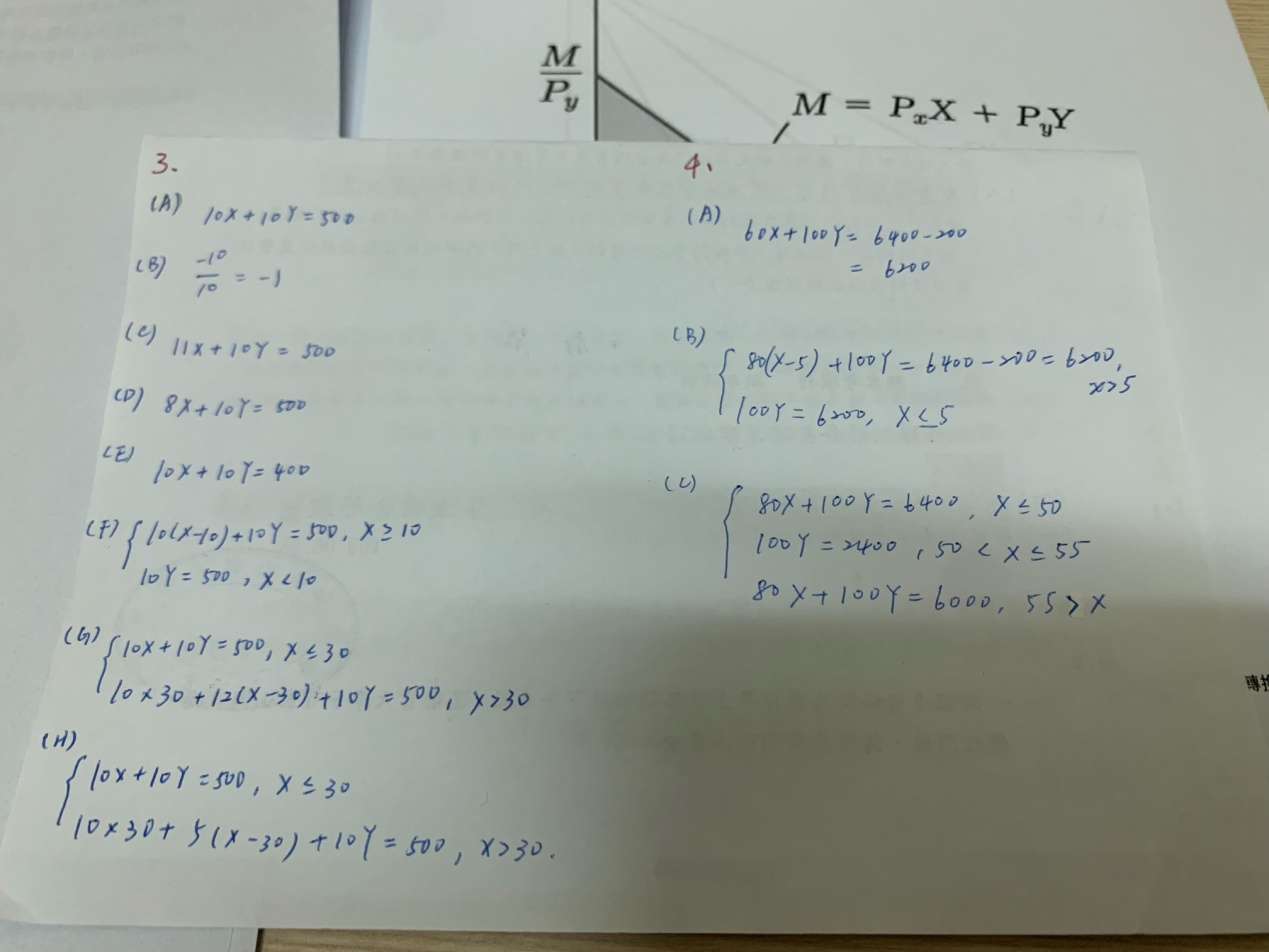 M/P_y
M = P_xX + P_yY
3.
(A) 10X+10Y=500
(B) -10/10 = -1
(C) 11X+10Y = 500
(D) 8X+10Y=500
(E) 10X+10Y=400
(F) { 10(X-10)+10Y=500, X≥10
10Y=500, X<10
(G) { 10X+10Y=500, X≤30
10×30+12(X-30)+10Y=500, X>30
(H)
{ 10X+10Y=500, X≤30
10×30+5(X-30)+10Y=500, X>30.
4.
(A) 60X+100Y= 6400-200
= 6200
(B)
{ 80(X-5)+100Y=6400-200=6200,
X>5
100Y=6200, X≤5
(C)
{ 80X+100Y=6400, X≤50
100Y=2400, 50<X≤55
80X+100Y=6000, 55>X
轉換